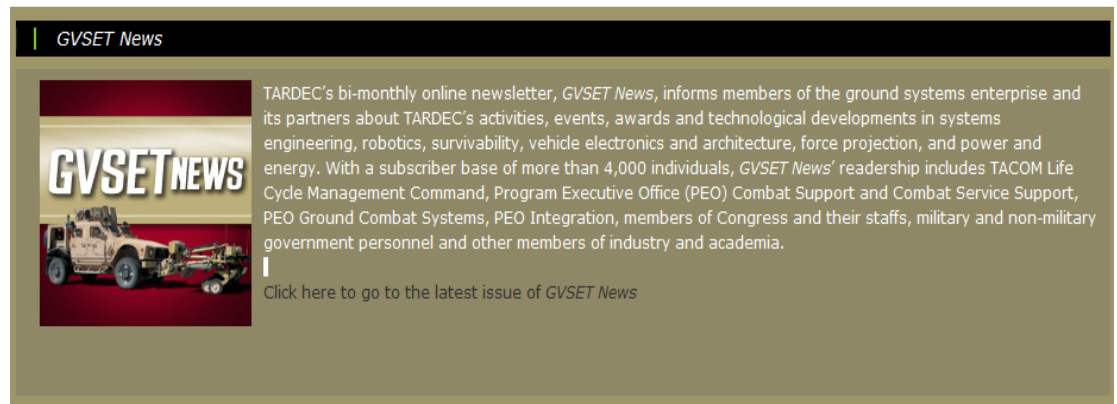 GVSET News
GVSETNEWS
TARDEC’s bi-monthly online newsletter, GVSET News, informs members of the ground systems enterprise and
its partners about TARDEC’s activities, events, awards and technological developments in systems
engineering, robotics, survivability, vehicle electronics and architecture, force projection, and power and
energy. With a subscriber base of more than 4,000 individuals, GVSET News’ readership includes TACOM Life
Cycle Management Command, Program Executive Office (PEO) Combat Support and Combat Service Support,
PEO Ground Combat Systems, PEO Integration, members of Congress and their staffs, military and non-military
government personnel and other members of industry and academia.
Click here to go to the latest issue of GVSET News